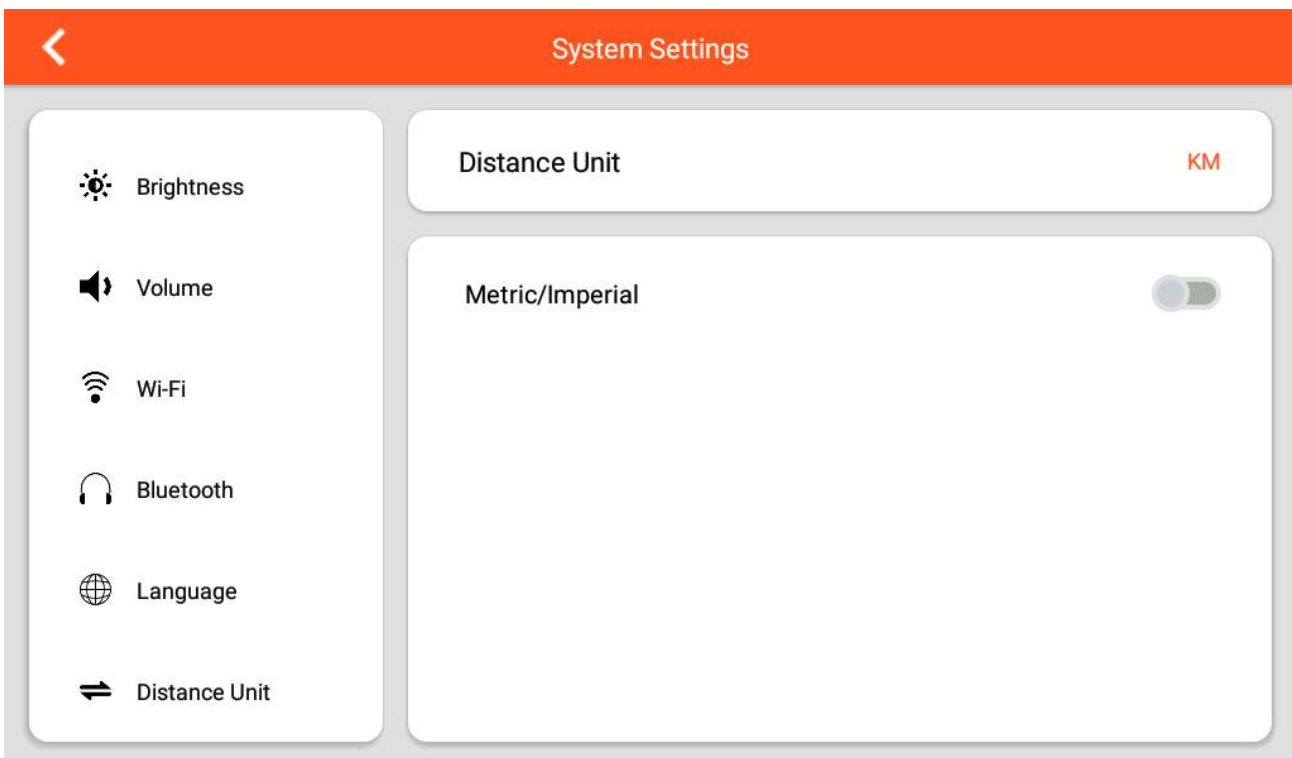 System Settings
Brightness
Volume
Wi-Fi
Bluetooth
Language
Distance Unit
Distance Unit KM
Metric/Imperial